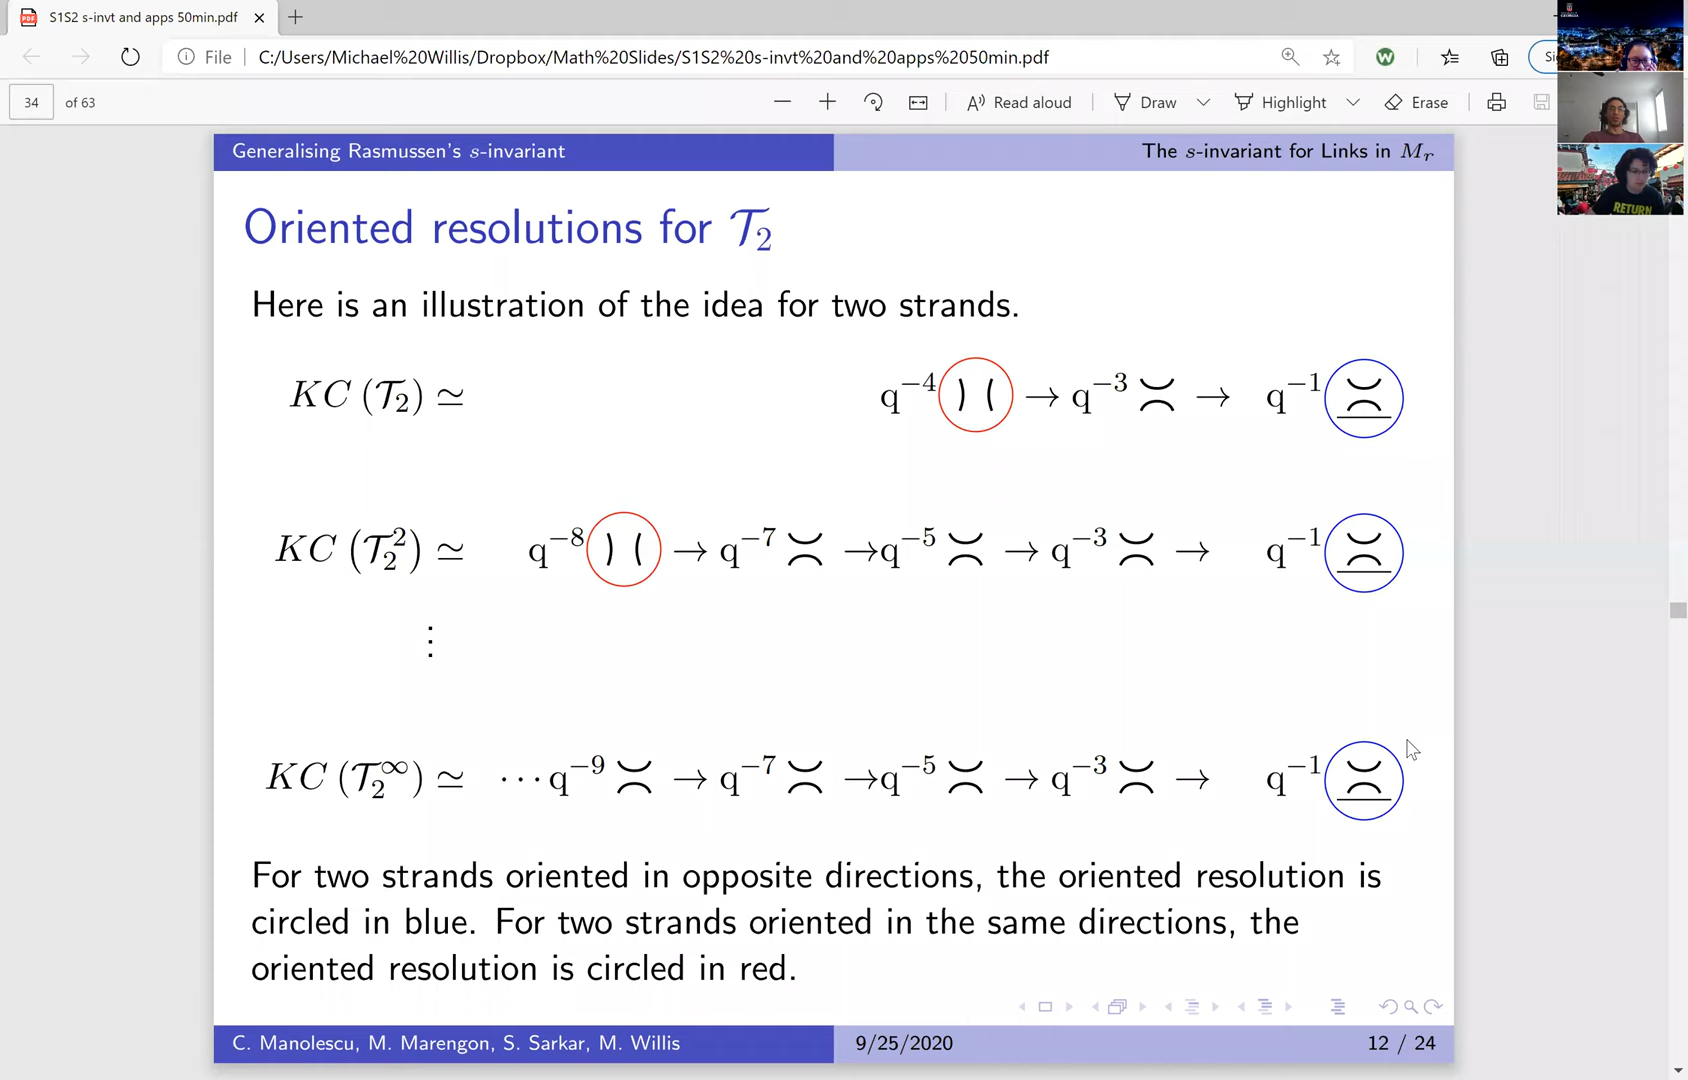 S1S2 s-invt and apps 50min.pdf
File C:/Users/Michael%20Willis/Dropbox/Math%20Slides/S1S2%20s-invt%20and%20apps%2050min.pdf
34 of 63 Read aloud Draw Highlight Erase
Generalising Rasmussen's s-invariant The s-invariant for Links in M_r
Oriented resolutions for 𝒯₂
Here is an illustration of the idea for two strands.
KC (𝒯₂) ≃ q⁻⁴ ) ( → q⁻³ ≍ → q⁻¹ ≍
KC (𝒯₂²) ≃ q⁻⁸ ) ( → q⁻⁷ ≍ → q⁻⁵ ≍ → q⁻³ ≍ → q⁻¹ ≍
⋮
KC (𝒯₂^∞) ≃ ⋯ q⁻⁹ ≍ → q⁻⁷ ≍ → q⁻⁵ ≍ → q⁻³ ≍ → q⁻¹ ≍
For two strands oriented in opposite directions, the oriented resolution is
circled in blue. For two strands oriented in the same directions, the
oriented resolution is circled in red.
C. Manolescu, M. Marengon, S. Sarkar, M. Willis 9/25/2020 12 / 24
RETURN